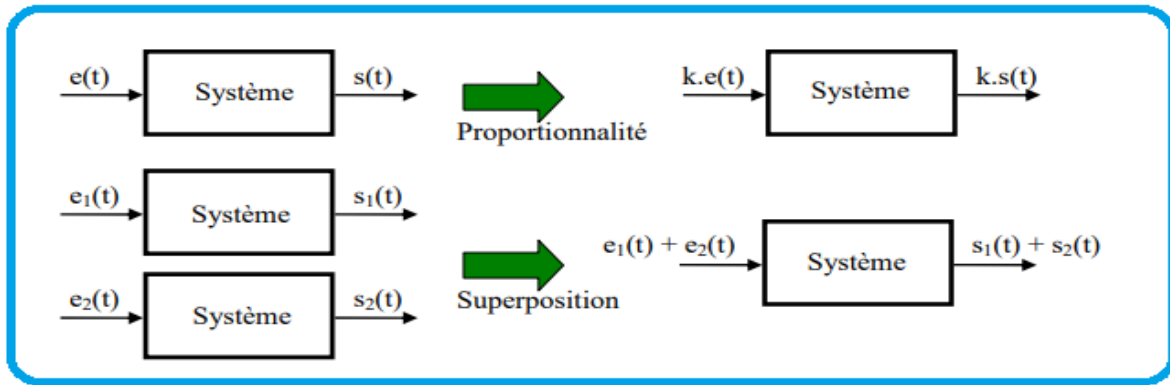 e(t) Système s(t)
Proportionnalité
k.e(t) Système k.s(t)
e₁(t) Système s₁(t)
e₂(t) Système s₂(t)
Superposition
e₁(t) + e₂(t) Système s₁(t) + s₂(t)